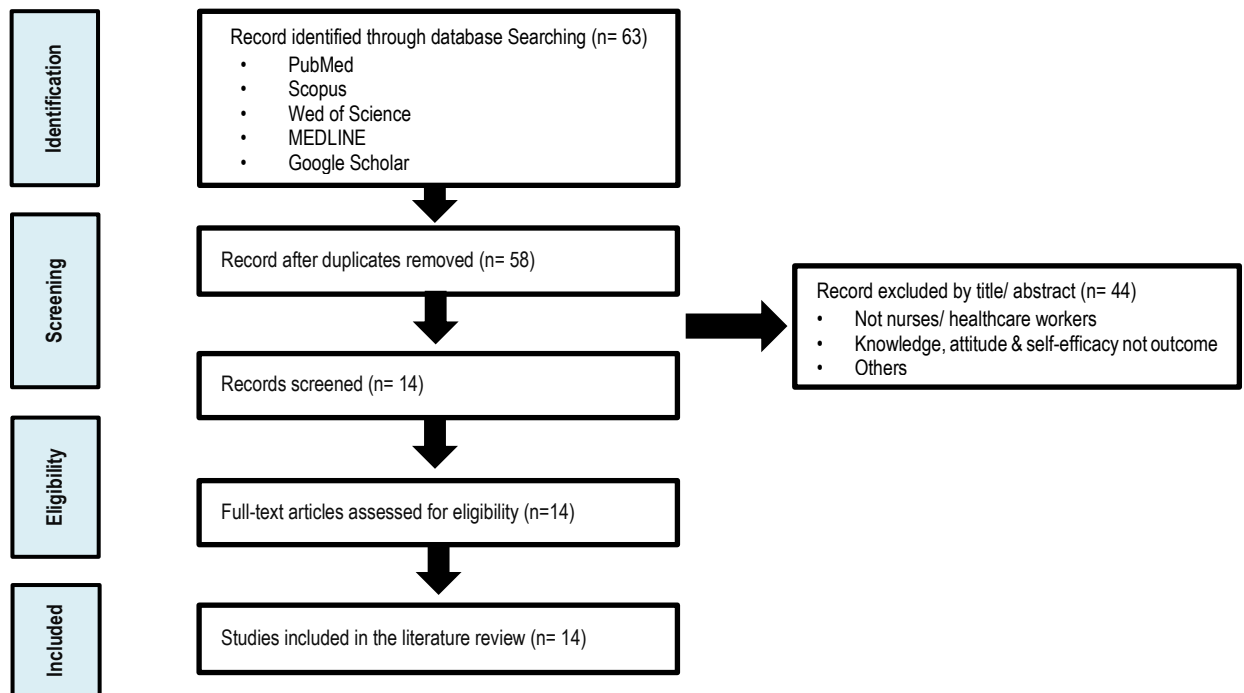 Identification
Record identified through database Searching (n= 63)
• PubMed
• Scopus
• Wed of Science
• MEDLINE
• Google Scholar
Screening
Record after duplicates removed (n= 58)
Record excluded by title/ abstract (n= 44)
• Not nurses/ healthcare workers
• Knowledge, attitude & self-efficacy not outcome
• Others
Records screened (n= 14)
Eligibility
Full-text articles assessed for eligibility (n=14)
Included
Studies included in the literature review (n= 14)